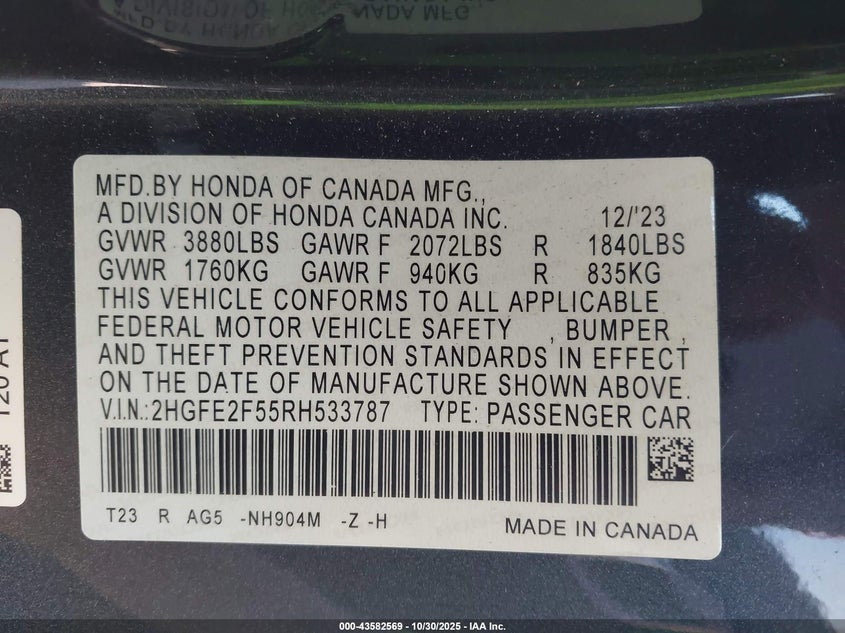 MFD.BY HONDA OF CANADA MFG.,
A DIVISION OF HONDA CANADA INC. 12/'23
GVWR 3880LBS GAWR F 2072LBS R 1840LBS
GVWR 1760KG GAWR F 940KG R 835KG
THIS VEHICLE CONFORMS TO ALL APPLICABLE
FEDERAL MOTOR VEHICLE SAFETY , BUMPER ,
AND THEFT PREVENTION STANDARDS IN EFFECT
ON THE DATE OF MANUFACTURE SHOWN ABOVE.
V.I.N.:2HGFE2F55RH533787 TYPE: PASSENGER CAR
T23 R AG5 -NH904M -Z -H
MADE IN CANADA
120 A1
000-43582569 | 10/30/2025 - IAA Inc.